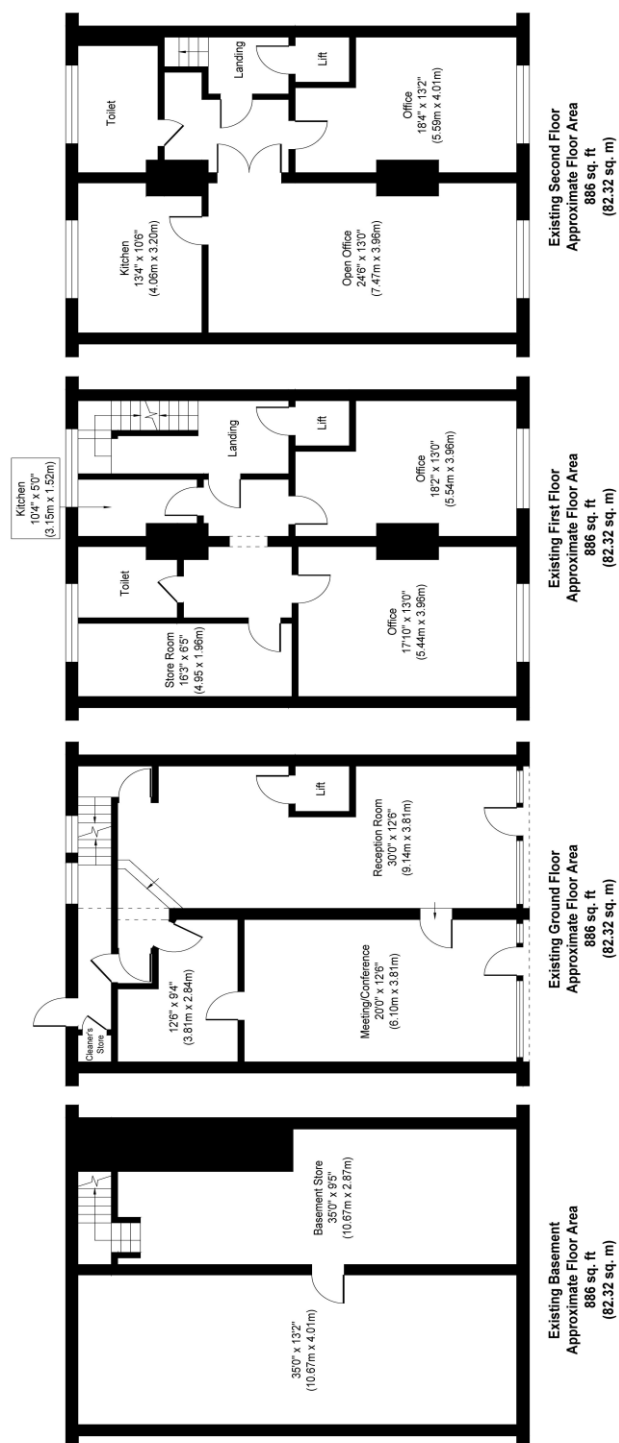 Existing Basement
Approximate Floor Area
886 sq. ft
(82.32 sq. m)
35'0" x 13'2"
(10.67m x 4.01m)
Basement Store
35'0" x 9'5"
(10.67m x 2.87m)
Existing Ground Floor
Approximate Floor Area
886 sq. ft
(82.32 sq. m)
Cleaner's
Store
12'6" x 9'4"
(3.81m x 2.84m)
Meeting/Conference
20'0" x 12'6"
(6.10m x 3.81m)
Reception Room
30'0" x 12'6"
(9.14m x 3.81m)
Lift
Existing First Floor
Approximate Floor Area
886 sq. ft
(82.32 sq. m)
Kitchen
10'4" x 5'0"
(3.15m x 1.52m)
Store Room
16'3" x 6'5"
(4.95 x 1.96m)
Toilet
Landing
Lift
Office
17'10" x 13'0"
(5.44m x 3.96m)
Office
18'2" x 13'0"
(5.54m x 3.96m)
Existing Second Floor
Approximate Floor Area
886 sq. ft
(82.32 sq. m)
Kitchen
13'4" x 10'6"
(4.06m x 3.20m)
Toilet
Landing
Lift
Open Office
24'6" x 13'0"
(7.47m x 3.96m)
Office
18'4" x 13'2"
(5.59m x 4.01m)